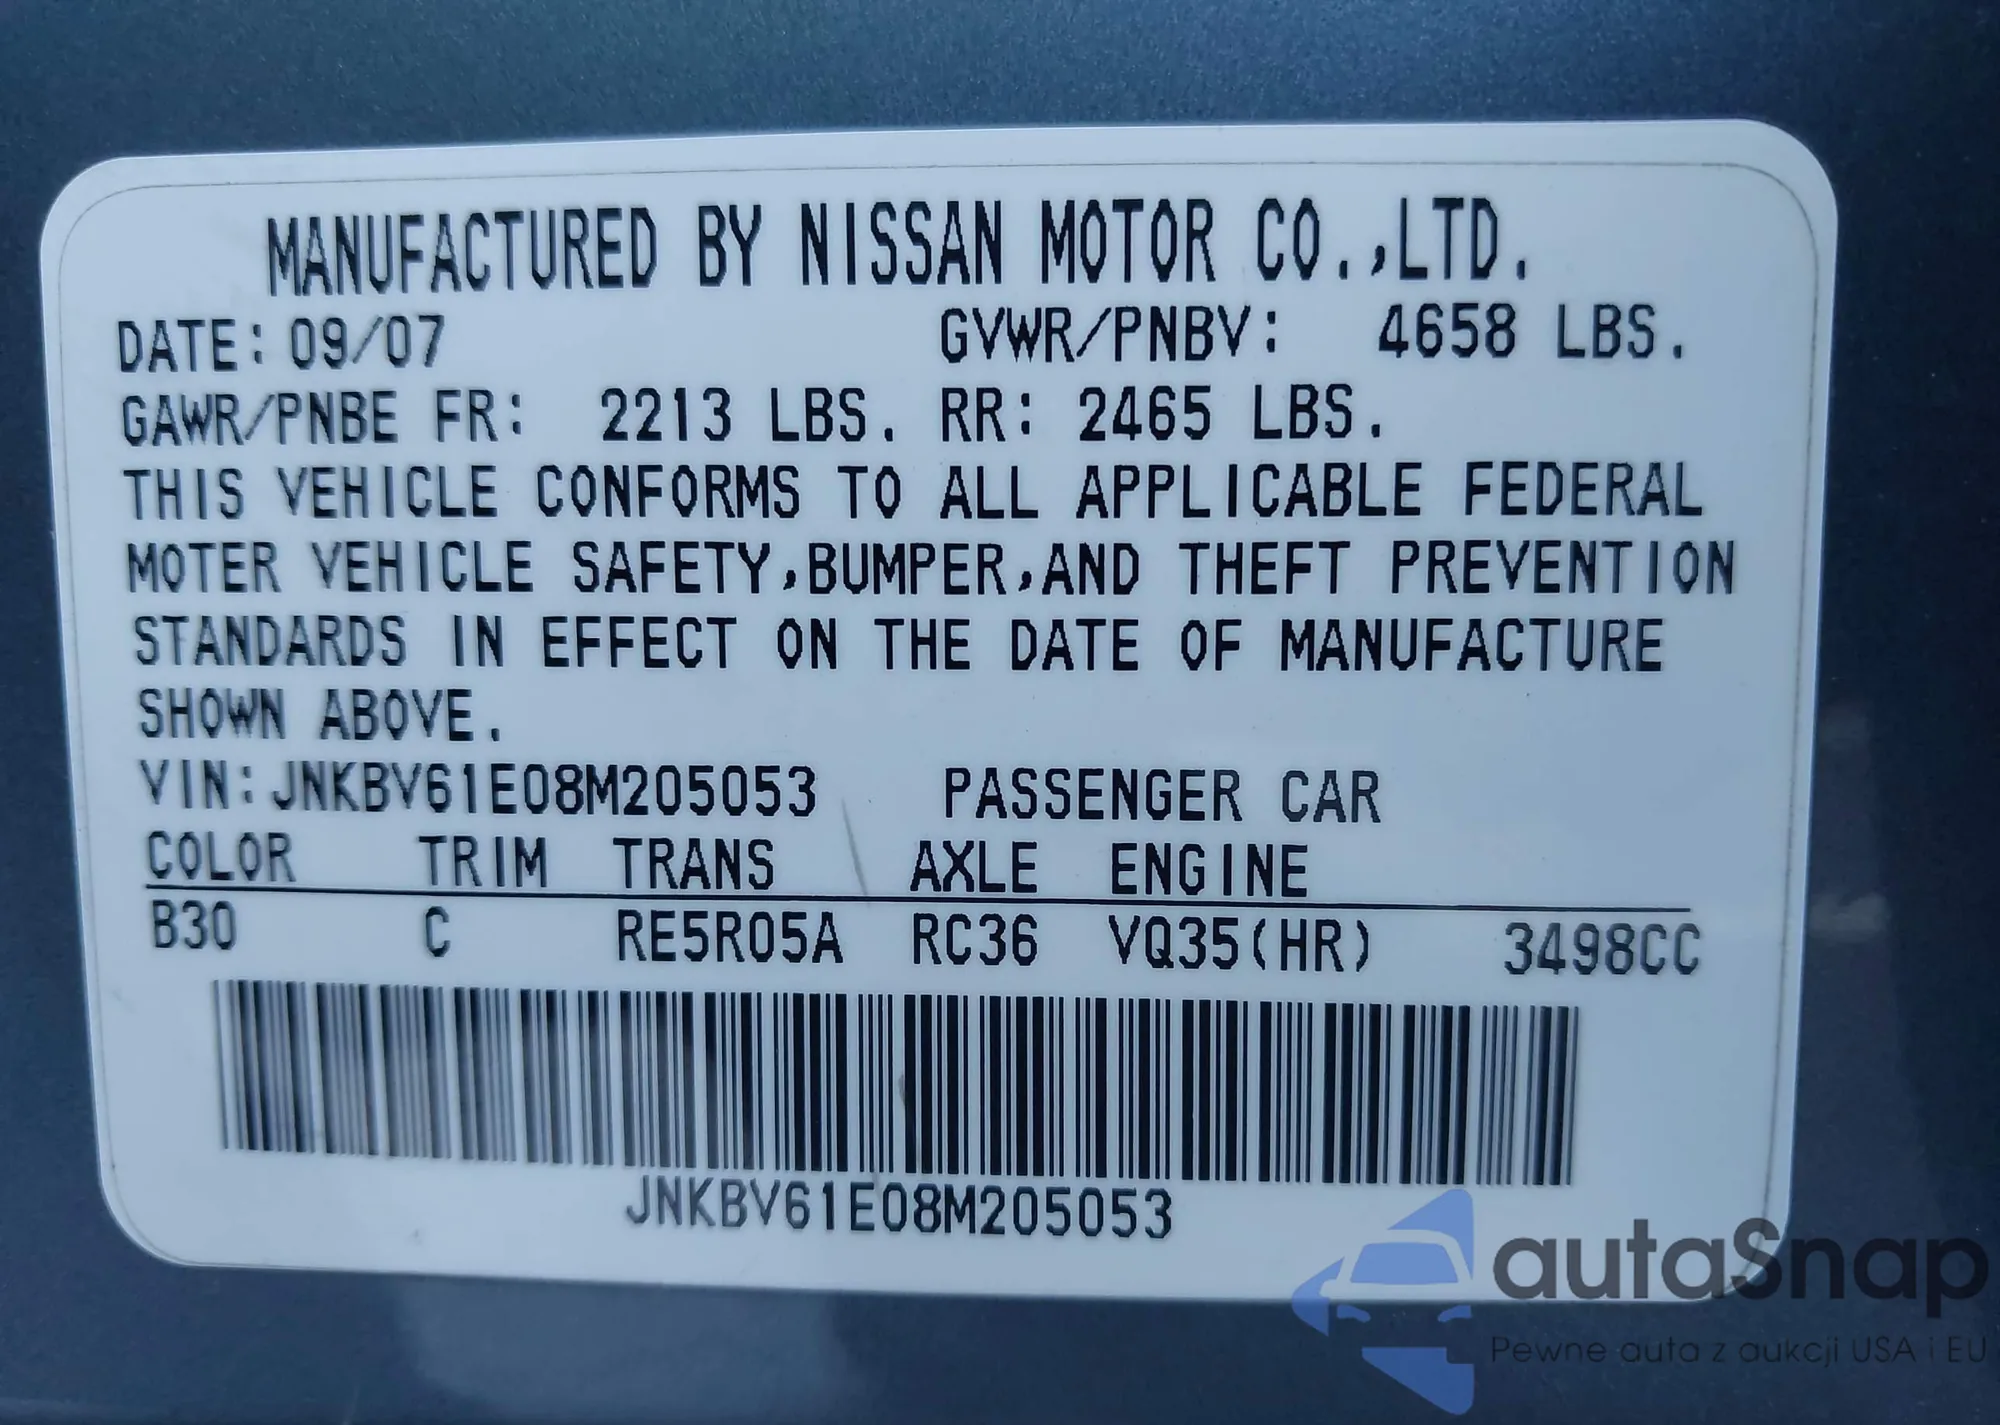 MANUFACTURED BY NISSAN MOTOR CO.,LTD.
DATE: 09/07 GVWR/PNBV: 4658 LBS.
GAWR/PNBE FR: 2213 LBS. RR: 2465 LBS.
THIS VEHICLE CONFORMS TO ALL APPLICABLE FEDERAL
MOTER VEHICLE SAFETY,BUMPER,AND THEFT PREVENTION
STANDARDS IN EFFECT ON THE DATE OF MANUFACTURE
SHOWN ABOVE.
VIN:JNKBV61E08M205053 PASSENGER CAR
COLOR TRIM TRANS AXLE ENGINE
B30 C RE5R05A RC36 VQ35(HR) 3498CC
JNKBV61E08M205053
autaSnap
Pewne auta z aukcji USA i EU